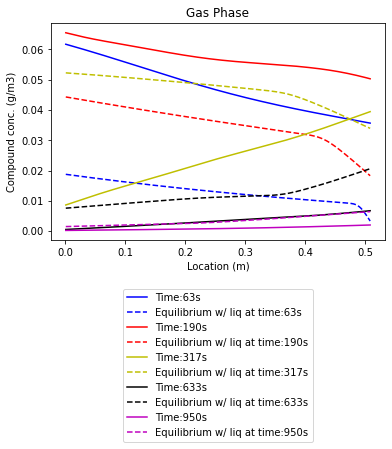 Gas Phase
Compound conc. (g/m3)
0.06
0.05
0.04
0.03
0.02
0.01
0.00
0.0 0.1 0.2 0.3 0.4 0.5
Location (m)
Time:63s
Equilibrium w/ liq at time:63s
Time:190s
Equilibrium w/ liq at time:190s
Time:317s
Equilibrium w/ liq at time:317s
Time:633s
Equilibrium w/ liq at time:633s
Time:950s
Equilibrium w/ liq at time:950s